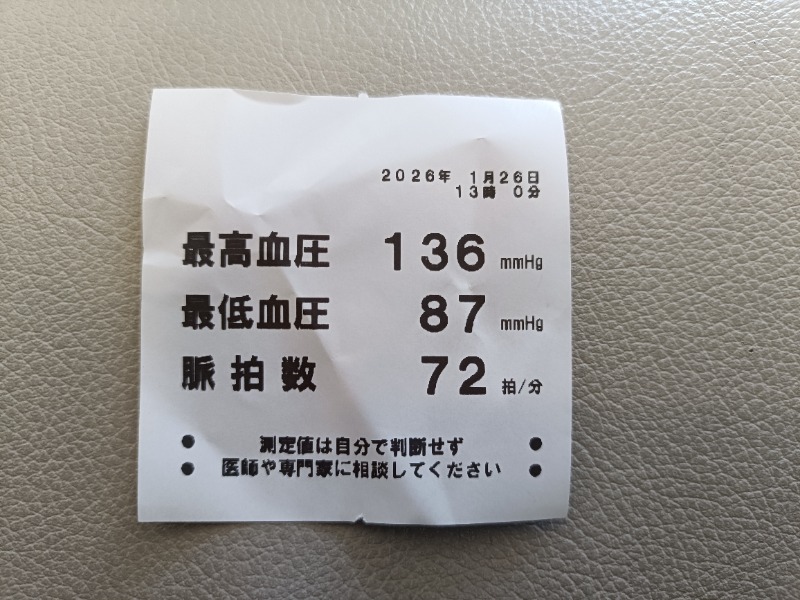 2026年 1月26日
13時 0分
最高血圧 136 mmHg
最低血圧 87 mmHg
脈拍数 72 拍/分
● 測定値は自分で判断せず ●
● 医師や専門家に相談してください ●